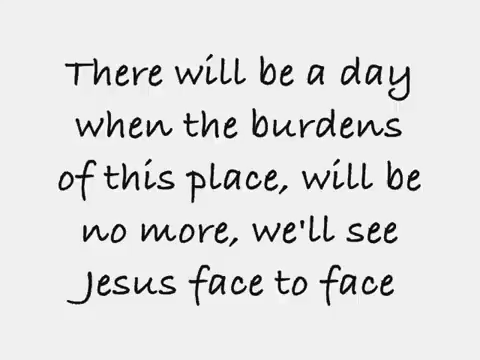 There will be a day
when the burdens
of this place, will be
no more, we'll see
Jesus face to face